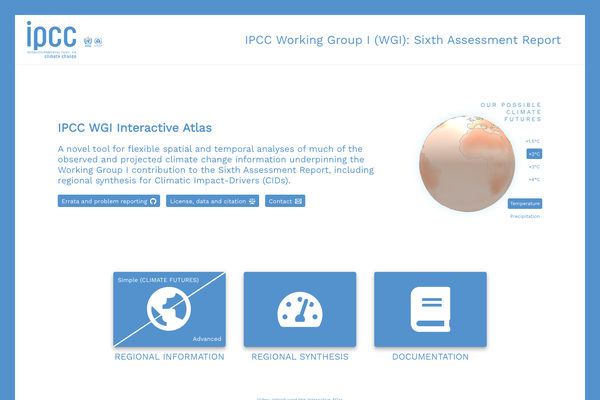 ipcc
climate change
IPCC Working Group I (WGI): Sixth Assessment Report
OUR POSSIBLE
CLIMATE
FUTURES
IPCC WGI Interactive Atlas
A novel tool for flexible spatial and temporal analyses of much of the
observed and projected climate change information underpinning the
Working Group I contribution to the Sixth Assessment Report, including
regional synthesis for Climatic Impact-Drivers (CIDs).
+1.5°C
+2°C
+3°C
+4°C
Errata and problem reporting
License, data and citation
Contact
Temperature
Precipitation
Simple (CLIMATE FUTURES)
Advanced
REGIONAL INFORMATION
REGIONAL SYNTHESIS
DOCUMENTATION